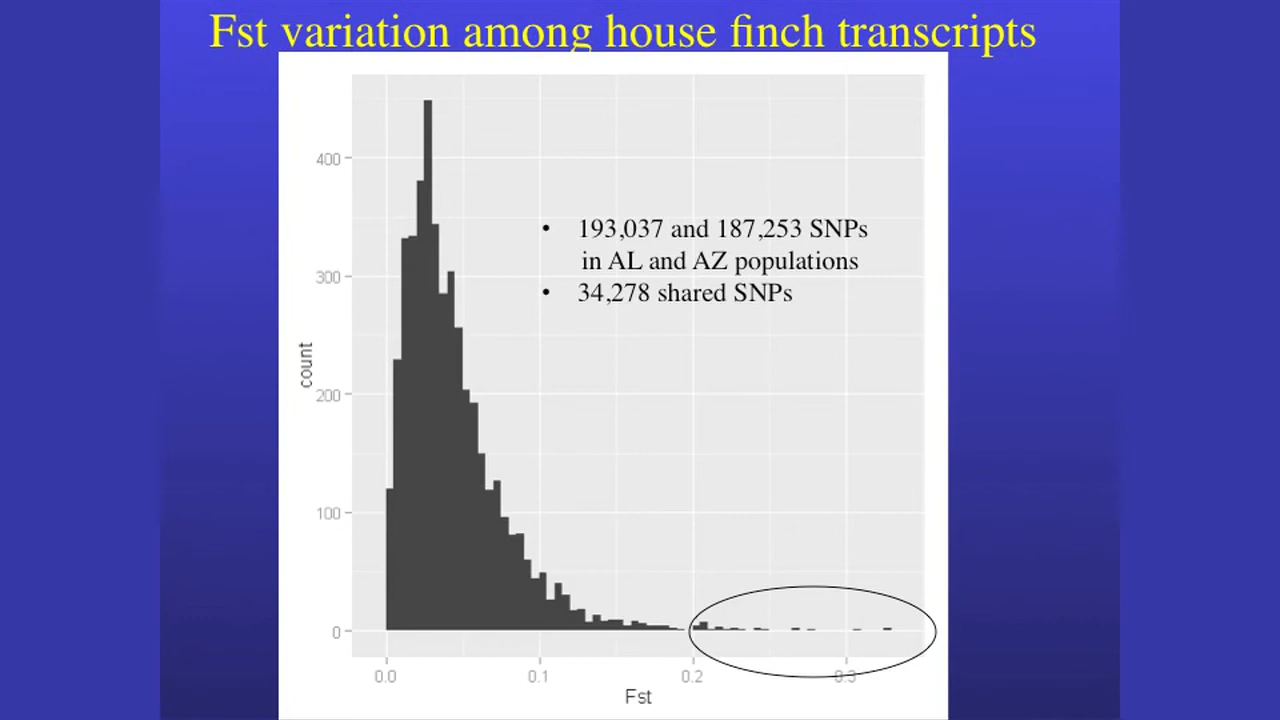 Fst variation among house finch transcripts
400
300
200
100
0
count
• 193,037 and 187,253 SNPs
in AL and AZ populations
• 34,278 shared SNPs
0.0 0.1 0.2 0.3
Fst